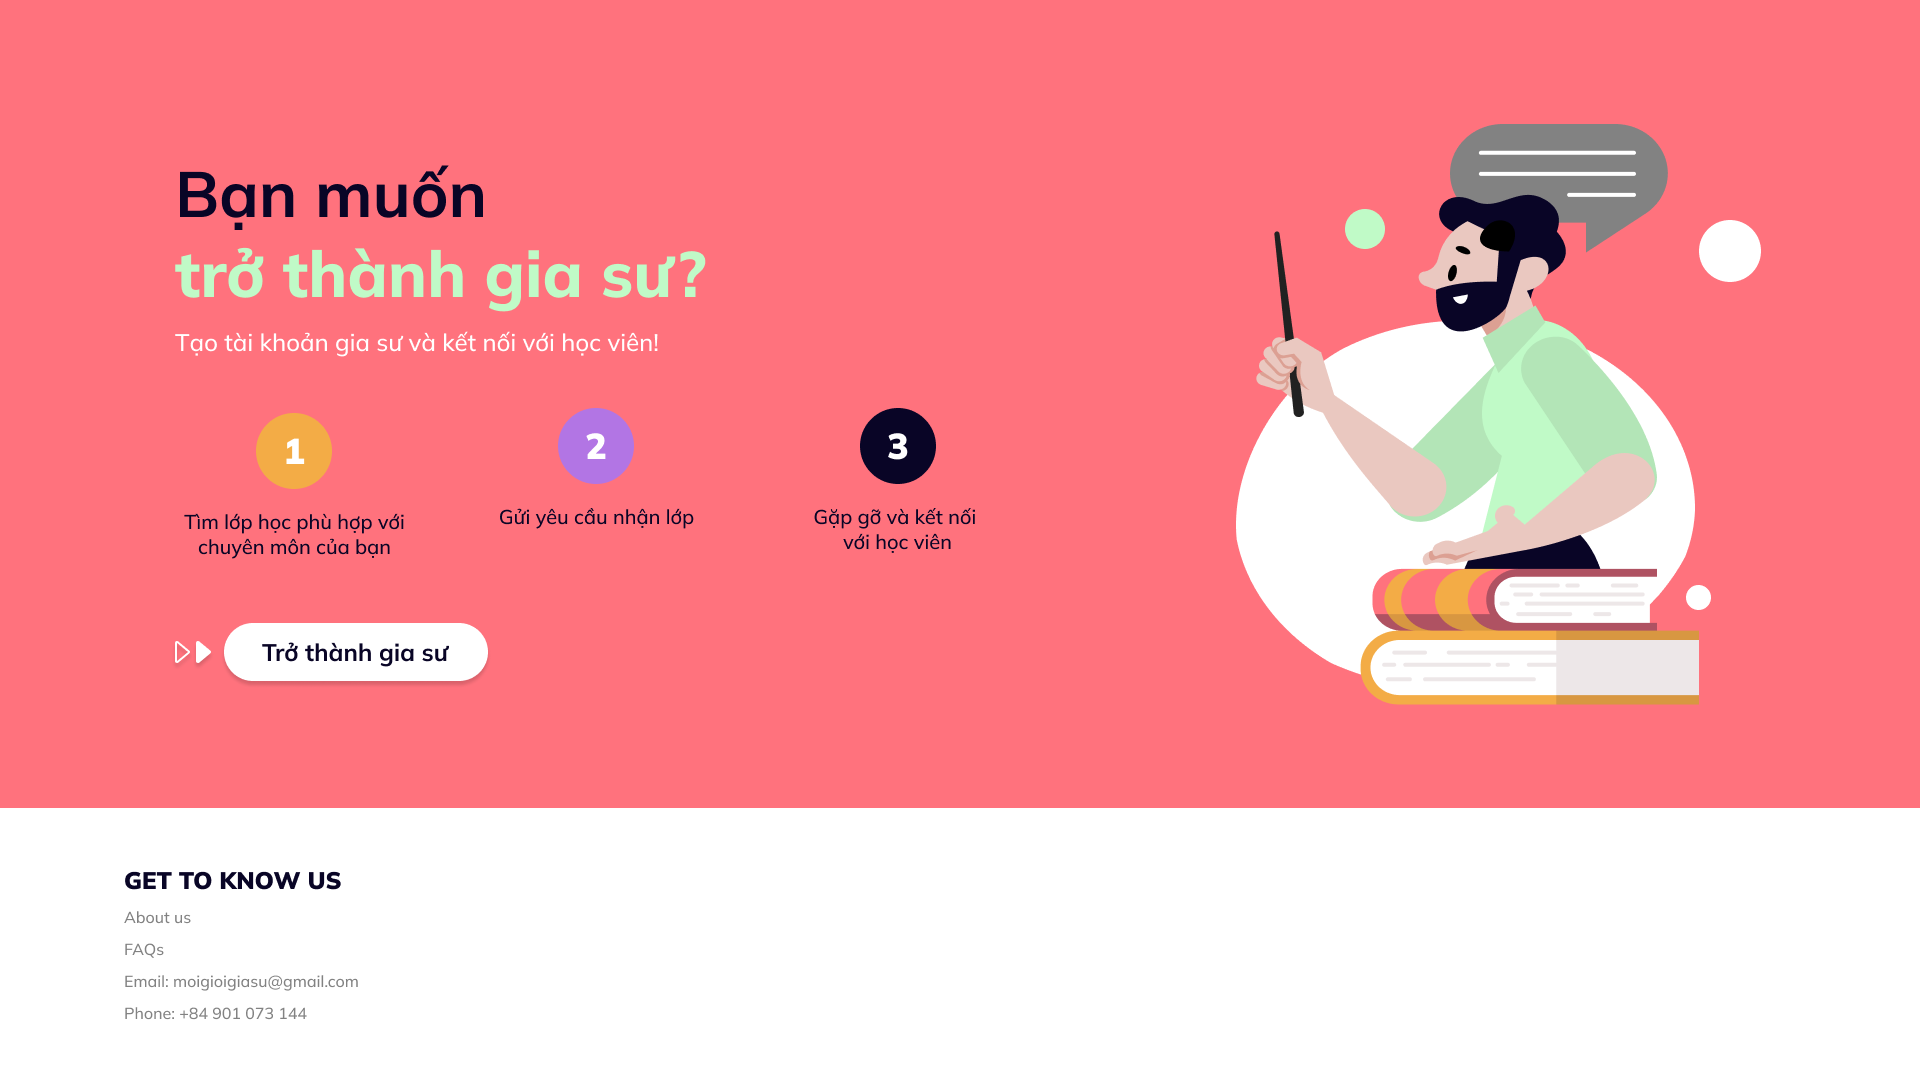 Bạn muốn
trở thành gia sư?
Tạo tài khoản gia sư và kết nối với học viên!
1
Tìm lớp học phù hợp với
chuyên môn của bạn
2
Gửi yêu cầu nhận lớp
3
Gặp gỡ và kết nối
với học viên
Trở thành gia sư
GET TO KNOW US
About us
FAQs
Email: moigioigiasu@gmail.com
Phone: +84 901 073 144